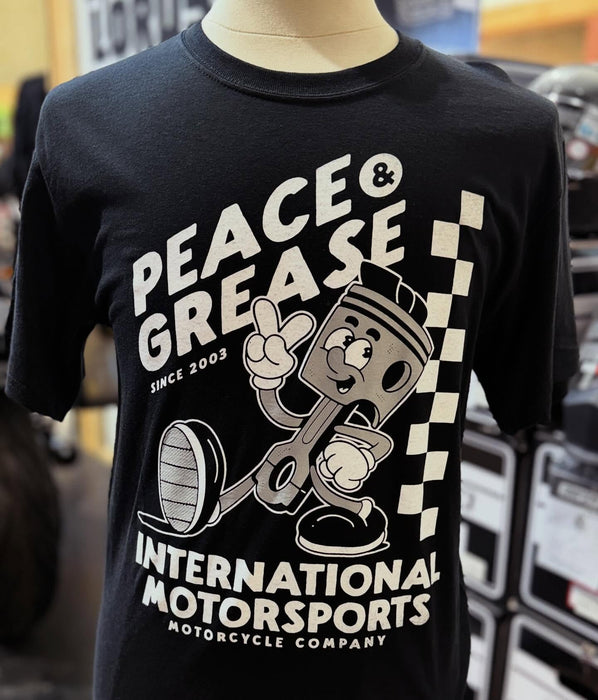 PEACE &
GREASE
SINCE 2003
INTERNATIONAL
MOTORSPORTS
MOTORCYCLE COMPANY